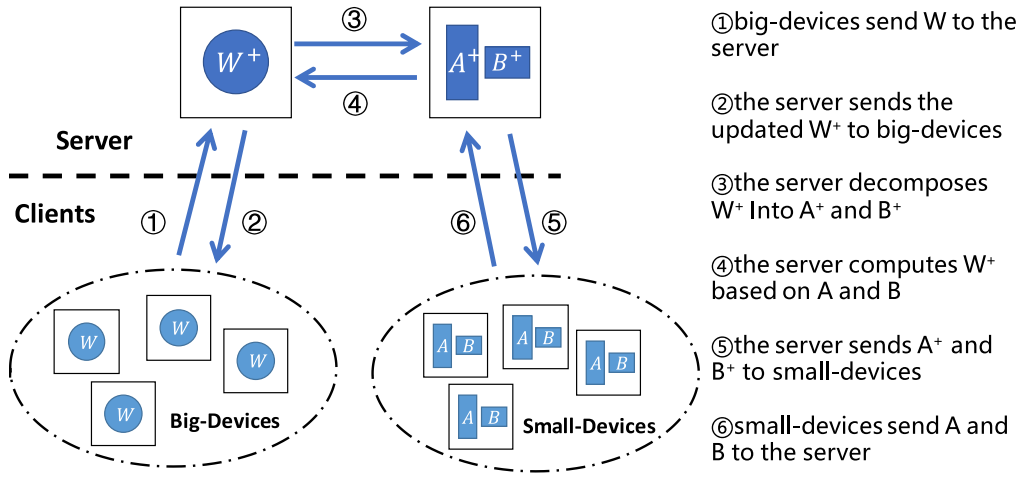 ③
W⁺
A⁺
B⁺
④
Server
Clients
①
②
⑥
⑤
W
W
W
W
Big-Devices
A B
A B
A B
A B
Small-Devices
①big-devices send W to the
server
②the server sends the
updated W⁺ to big-devices
③the server decomposes
W⁺ Into A⁺ and B⁺
④the server computes W⁺
based on A and B
⑤the server sends A⁺ and
B⁺ to small-devices
⑥small-devices send A and
B to the server